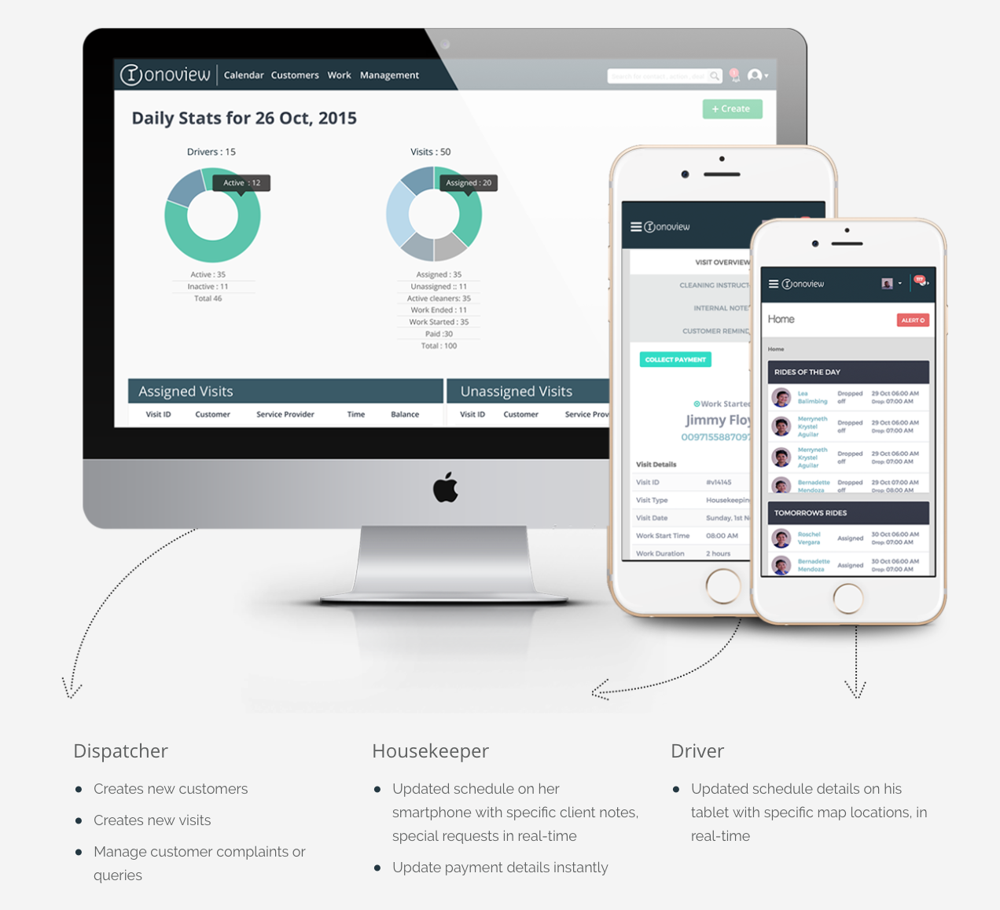 onoview
Calendar Customers Work Management
Daily Stats for 26 Oct, 2015
+ Create
Drivers : 15
Active : 12
Active : 35
Inactive : 11
Total 46
Visits : 50
Assigned : 20
Assigned : 35
Unassigned :: 11
Active cleaners: 35
Work Ended : 11
Work Started : 35
Paid :30
Total : 100
Assigned Visits
Visit ID Customer Service Provider Time Balance
Unassigned Visits
Visit ID Customer Service Prov
onoview
VISIT OVERVIEW
CLEANING INSTRUCT
INTERNAL NOTE
CUSTOMER REMIND
COLLECT PAYMENT
Work Started
Jimmy Floy
0097155887097
Visit Details
Visit ID #v14145
Visit Type Housekeeping
Visit Date Sunday, 1st N
Work Start Time 08:00 AM
Work Duration 2 hours
onoview
Home
ALERT
Home
RIDES OF THE DAY
Lea Balimbing Dropped off 29 Oct 06:00 AM
Drop: 07:00 AM
Merryneth Krystel Aguilar Dropped off 29 Oct 06:00 AM
Drop: 07:00 AM
Merryneth Krystel Aguilar Dropped off 29 Oct 06:00 AM
Drop: 07:00 AM
Bernadette Mendoza Dropped off 29 Oct 07:00 AM
Drop: 08:00 AM
TOMORROWS RIDES
Roschel Vergara Assigned 30 Oct 06:00 AM
Drop: 07:00 AM
Bernadette Mendoza Assigned 30 Oct 06:00 AM
Drop: 07:00 AM
Dispatcher
Creates new customers
Creates new visits
Manage customer complaints or
queries
Housekeeper
Updated schedule on her
smartphone with specific client notes,
special requests in real-time
Update payment details instantly
Driver
Updated schedule details on his
tablet with specific map locations, in
real-time